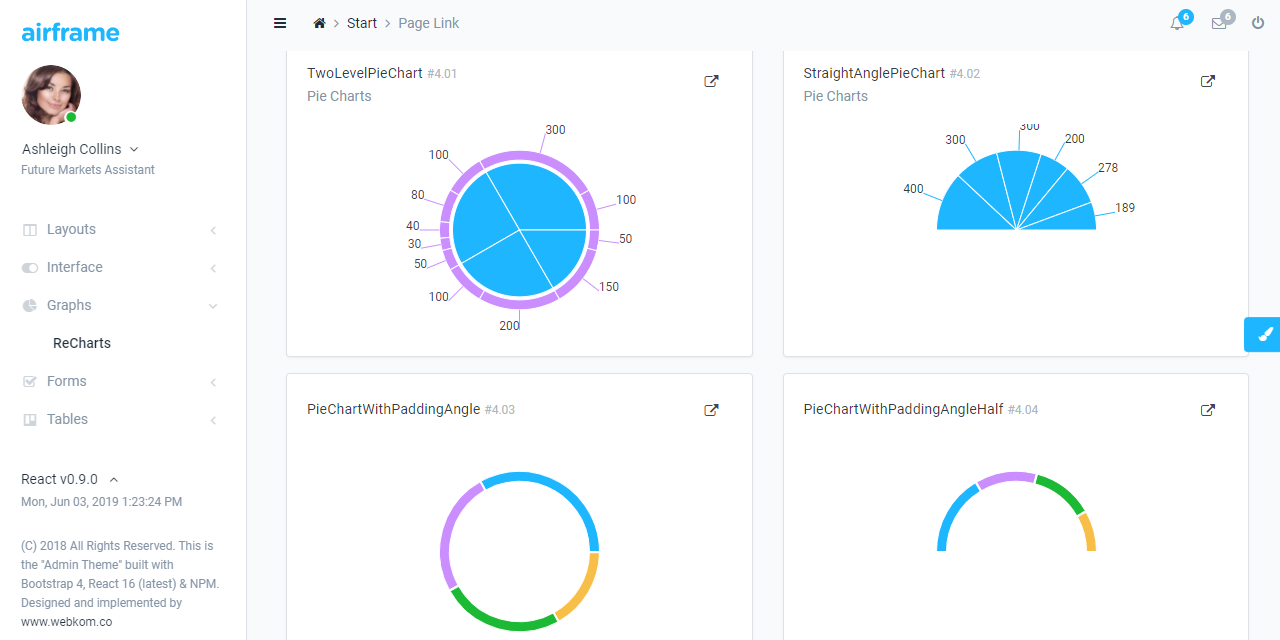 airframe
Ashleigh Collins
Future Markets Assistant
Layouts
Interface
Graphs
ReCharts
Forms
Tables
React v0.9.0
Mon, Jun 03, 2019 1:23:24 PM
(C) 2018 All Rights Reserved. This is
the "Admin Theme" built with
Bootstrap 4, React 16 (latest) & NPM.
Designed and implemented by
www.webkom.co
Start
Page Link
6
6
TwoLevelPieChart #4.01
Pie Charts
300
100
100
80
40
50
30
50
150
100
200
StraightAnglePieChart #4.02
Pie Charts
300
300
200
278
400
189
PieChartWithPaddingAngle #4.03
PieChartWithPaddingAngleHalf #4.04